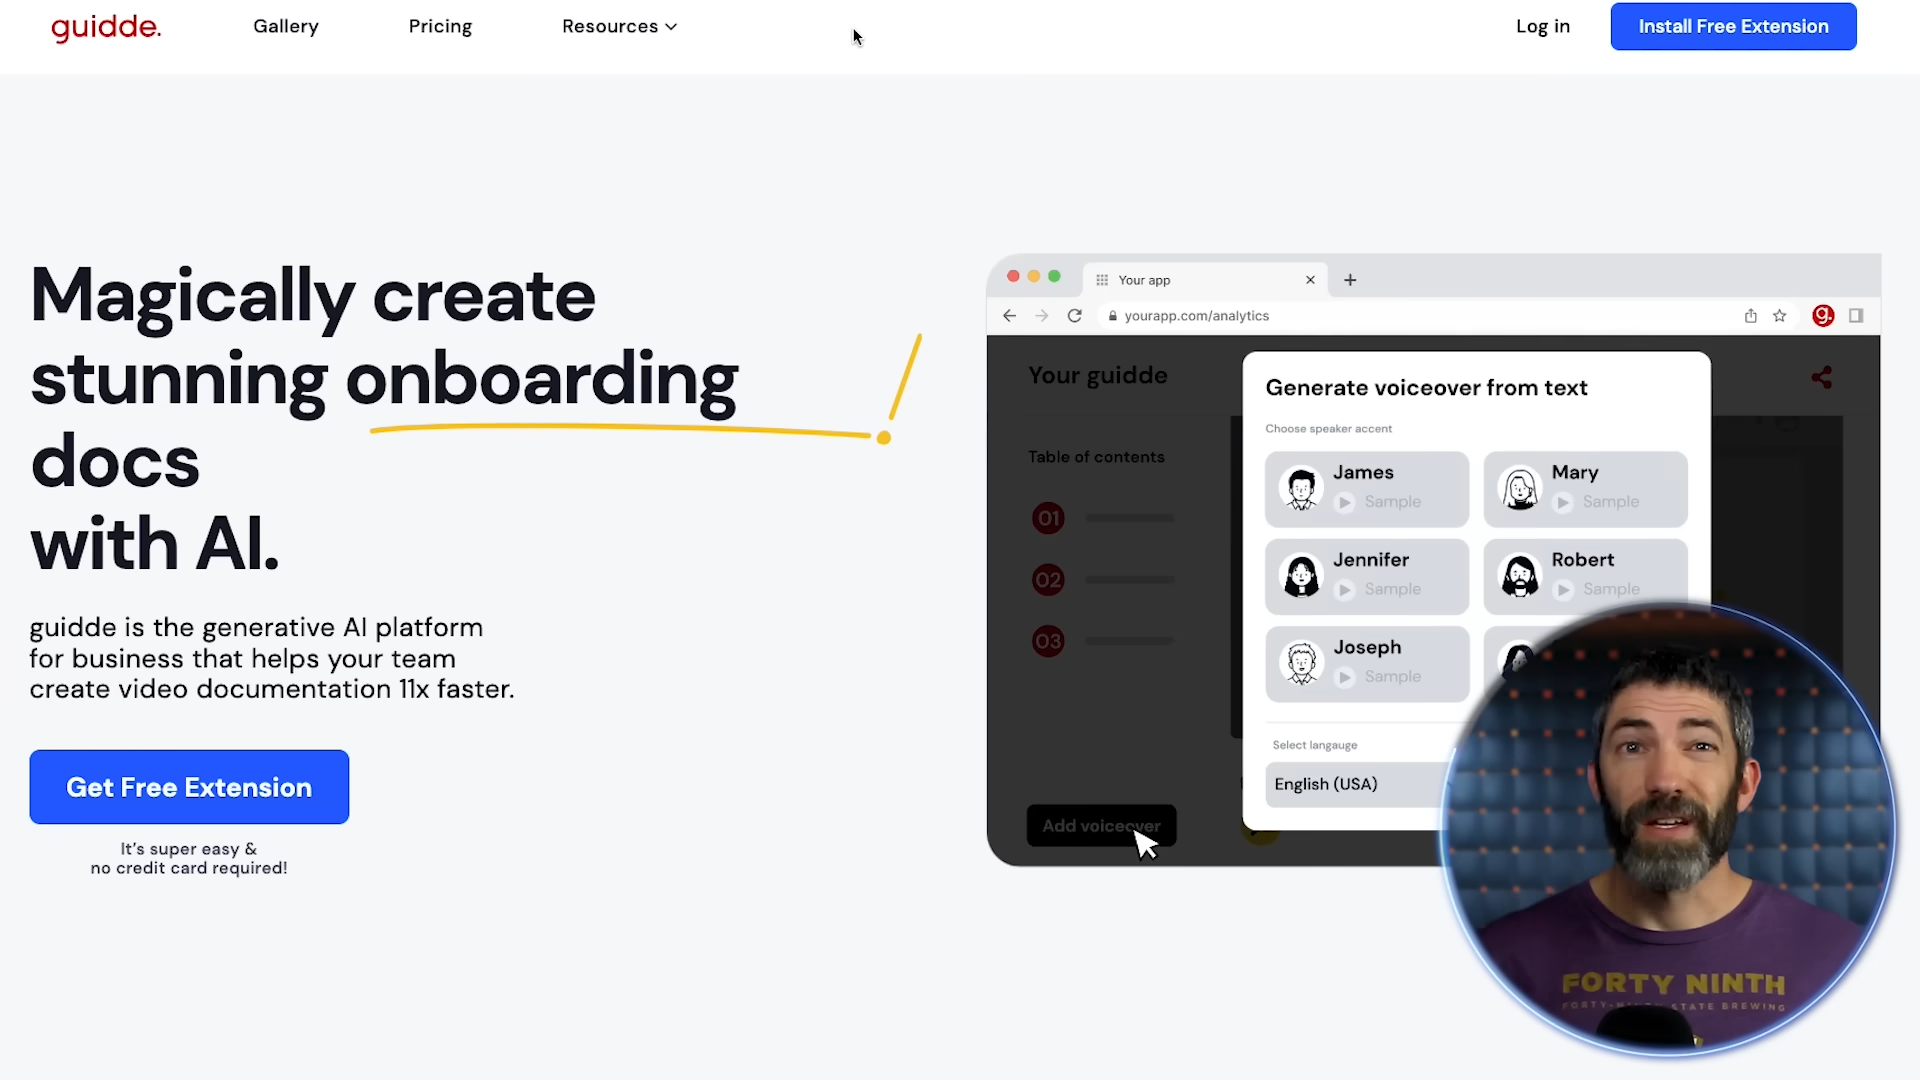 guidde.
Gallery
Pricing
Resources
Log in
Install Free Extension
Magically create
stunning onboarding
docs
with AI.
guidde is the generative AI platform
for business that helps your team
create video documentation 11x faster.
Get Free Extension
It's super easy &
no credit card required!
Your app
yourapp.com/analytics
g.
Your guidde
Table of contents
01
02
03
Add voiceover
Generate voiceover from text
Choose speaker accent
James
Sample
Mary
Sample
Jennifer
Sample
Robert
Sample
Joseph
Sample
Select langauge
English (USA)
FORTY NINTH
STATE BREWING